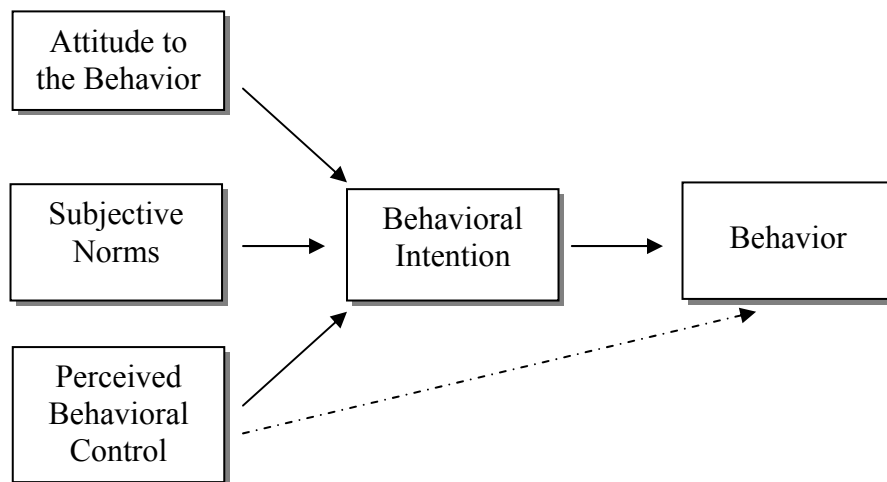 Attitude to
the Behavior
Subjective
Norms
Behavioral
Intention
Behavior
Perceived
Behavioral
Control